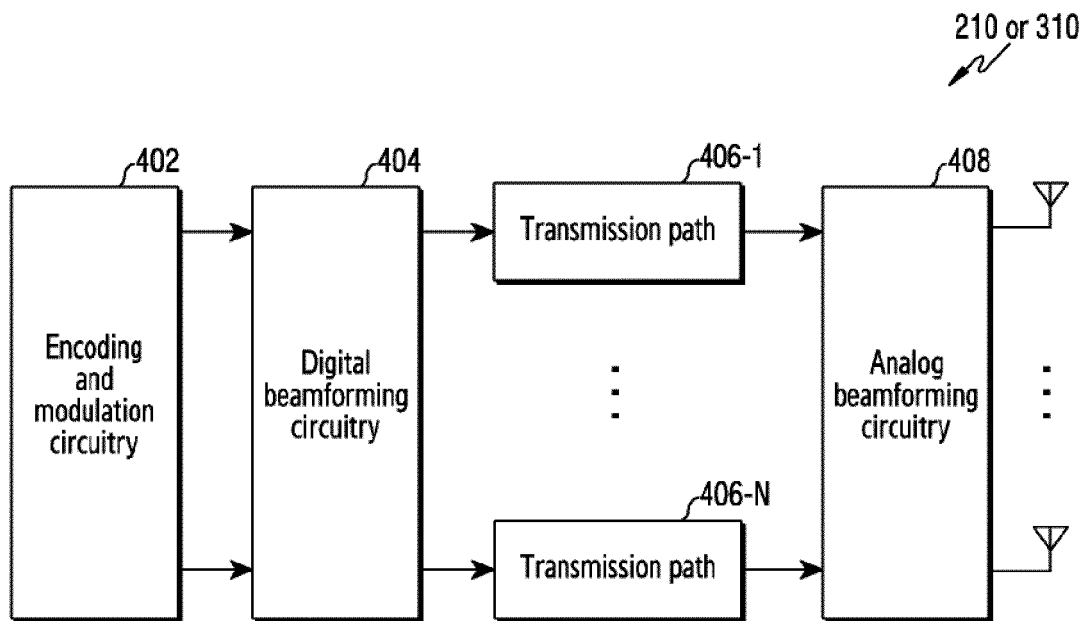 210 or 310
402
404
406-1
408
Transmission path
Encoding
and
modulation
circuitry
Digital
beamforming
circuitry
Analog
beamforming
circuitry
406-N
Transmission path